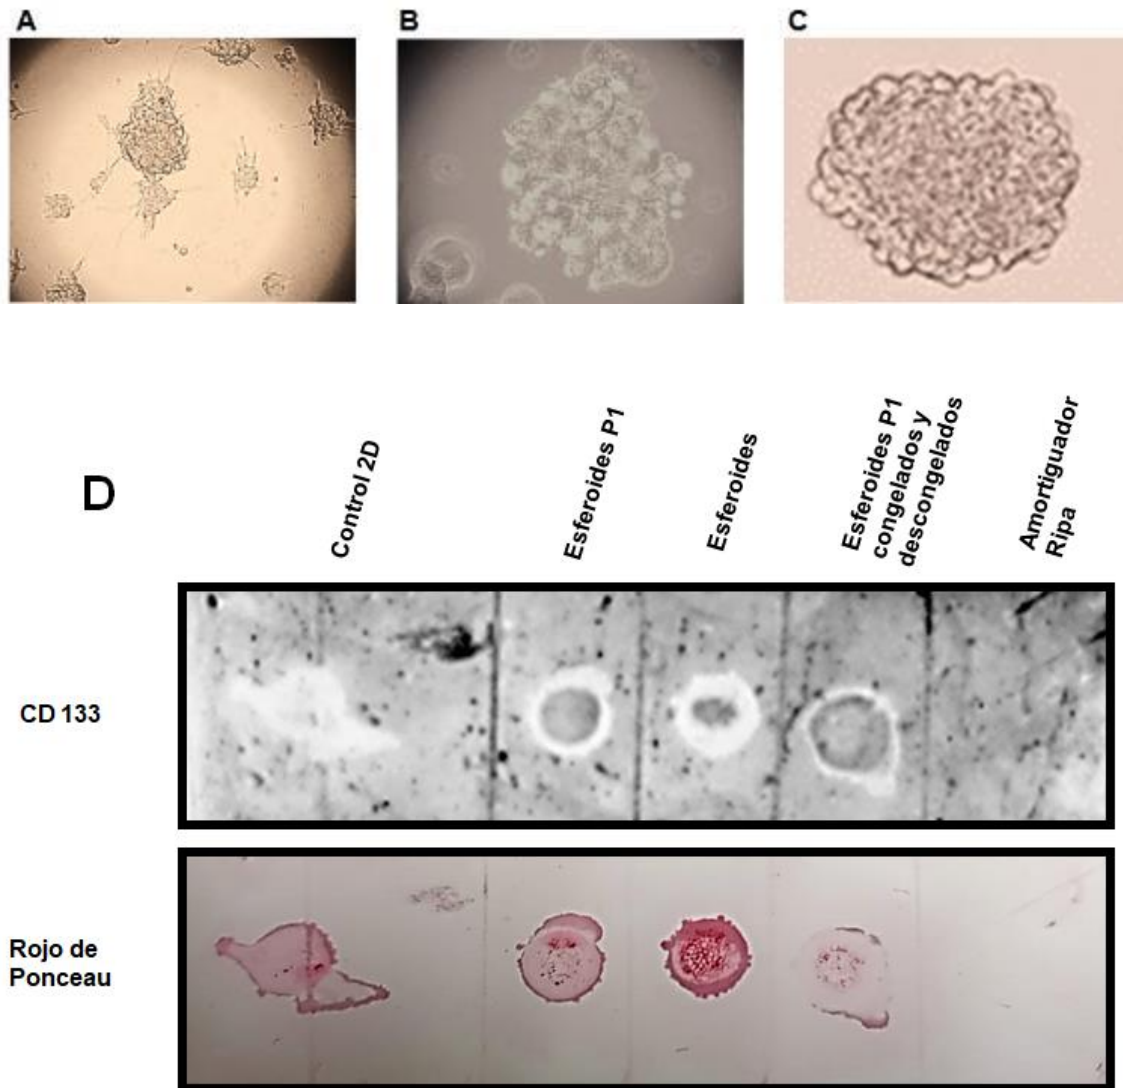 A
B
C
D
Control 2D
Esferoides P1
Esferoides
Esferoides P1
congelados y
descongelados
Amortiguador
Ripa
CD 133
Rojo de
Ponceau